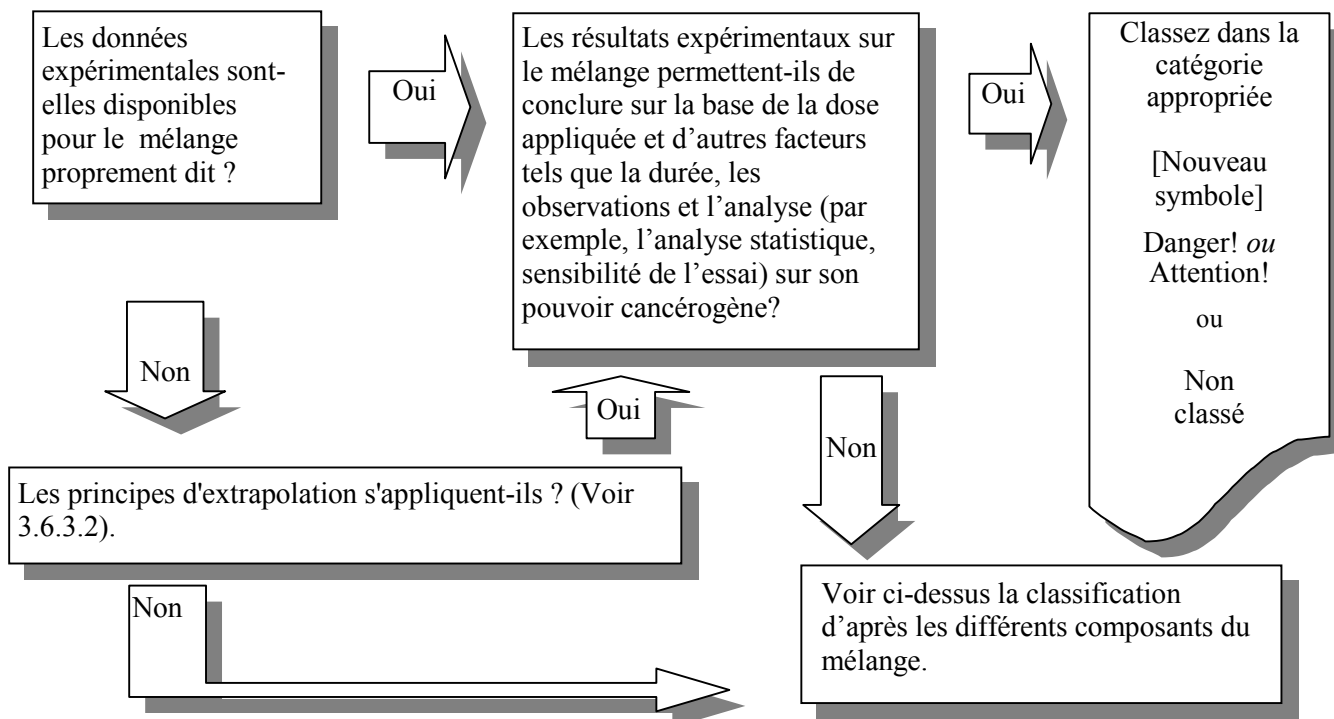 Les données
expérimentales sont-
elles disponibles
pour le mélange
proprement dit ?
Oui
Les résultats expérimentaux sur
le mélange permettent-ils de
conclure sur la base de la dose
appliquée et d’autres facteurs
tels que la durée, les
observations et l’analyse (par
exemple, l’analyse statistique,
sensibilité de l’essai) sur son
pouvoir cancérogène?
Oui
Classez dans la
catégorie
appropriée
[Nouveau
symbole]
Danger! ou
Attention!
ou
Non
classé
Non
Oui
Non
Les principes d'extrapolation s'appliquent-ils ? (Voir
3.6.3.2).
Non
Voir ci-dessus la classification
d’après les différents composants du
mélange.